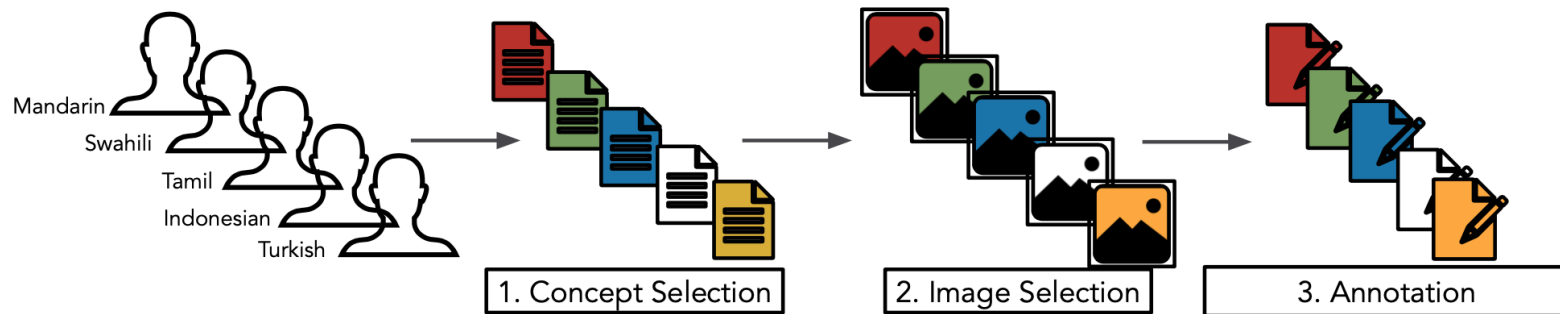 Mandarin
Swahili
Tamil
Indonesian
Turkish
1. Concept Selection
2. Image Selection
3. Annotation